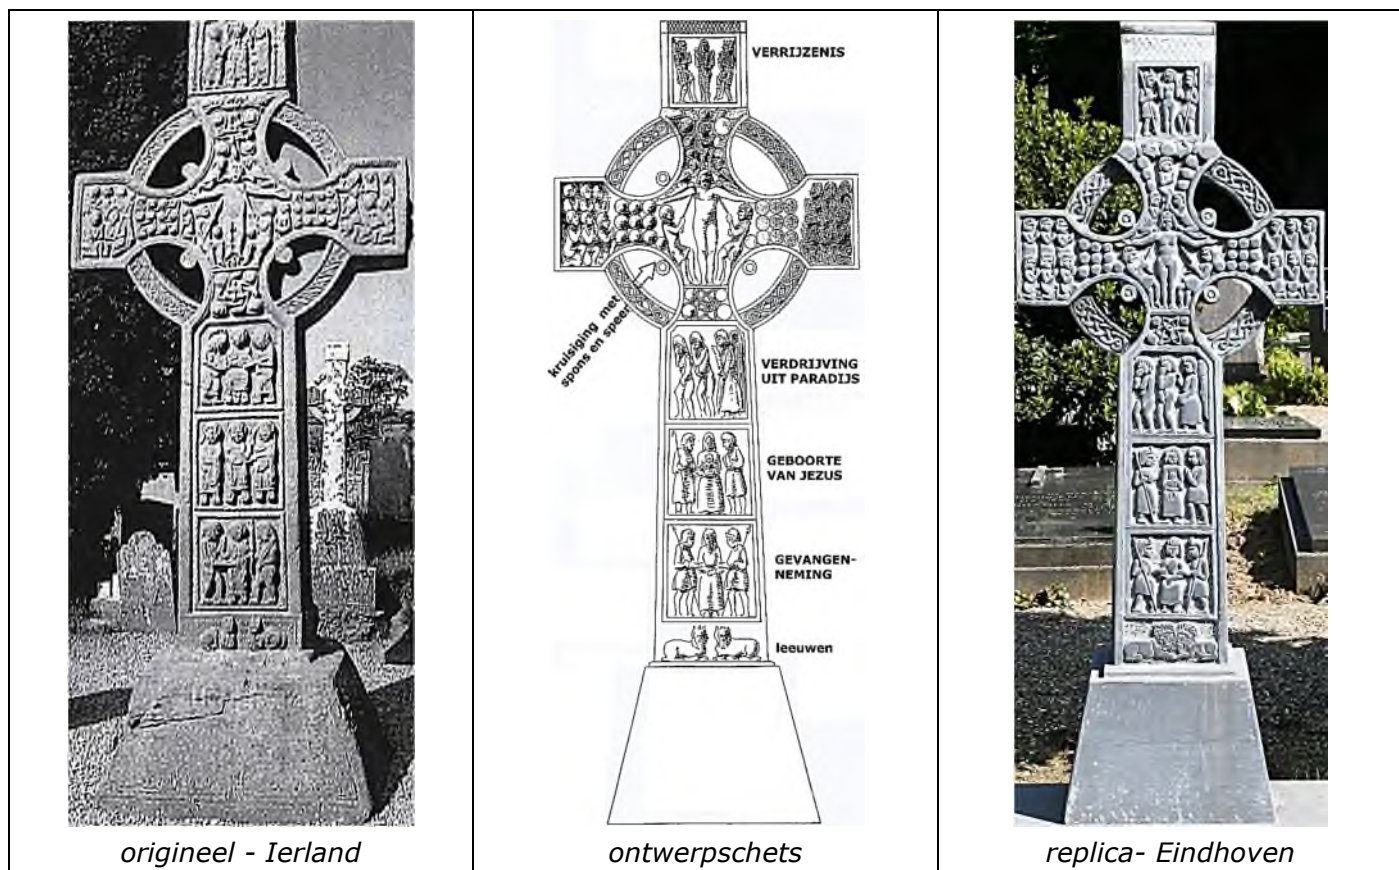 VERRIJZENIS
kruisiging met
spons en speer
VERDRIJVING
UIT PARADIJS
GEBOORTE
VAN JEZUS
GEVANGEN-
NEMING
leeuwen
origineel - Ierland
ontwerpschets
replica- Eindhoven